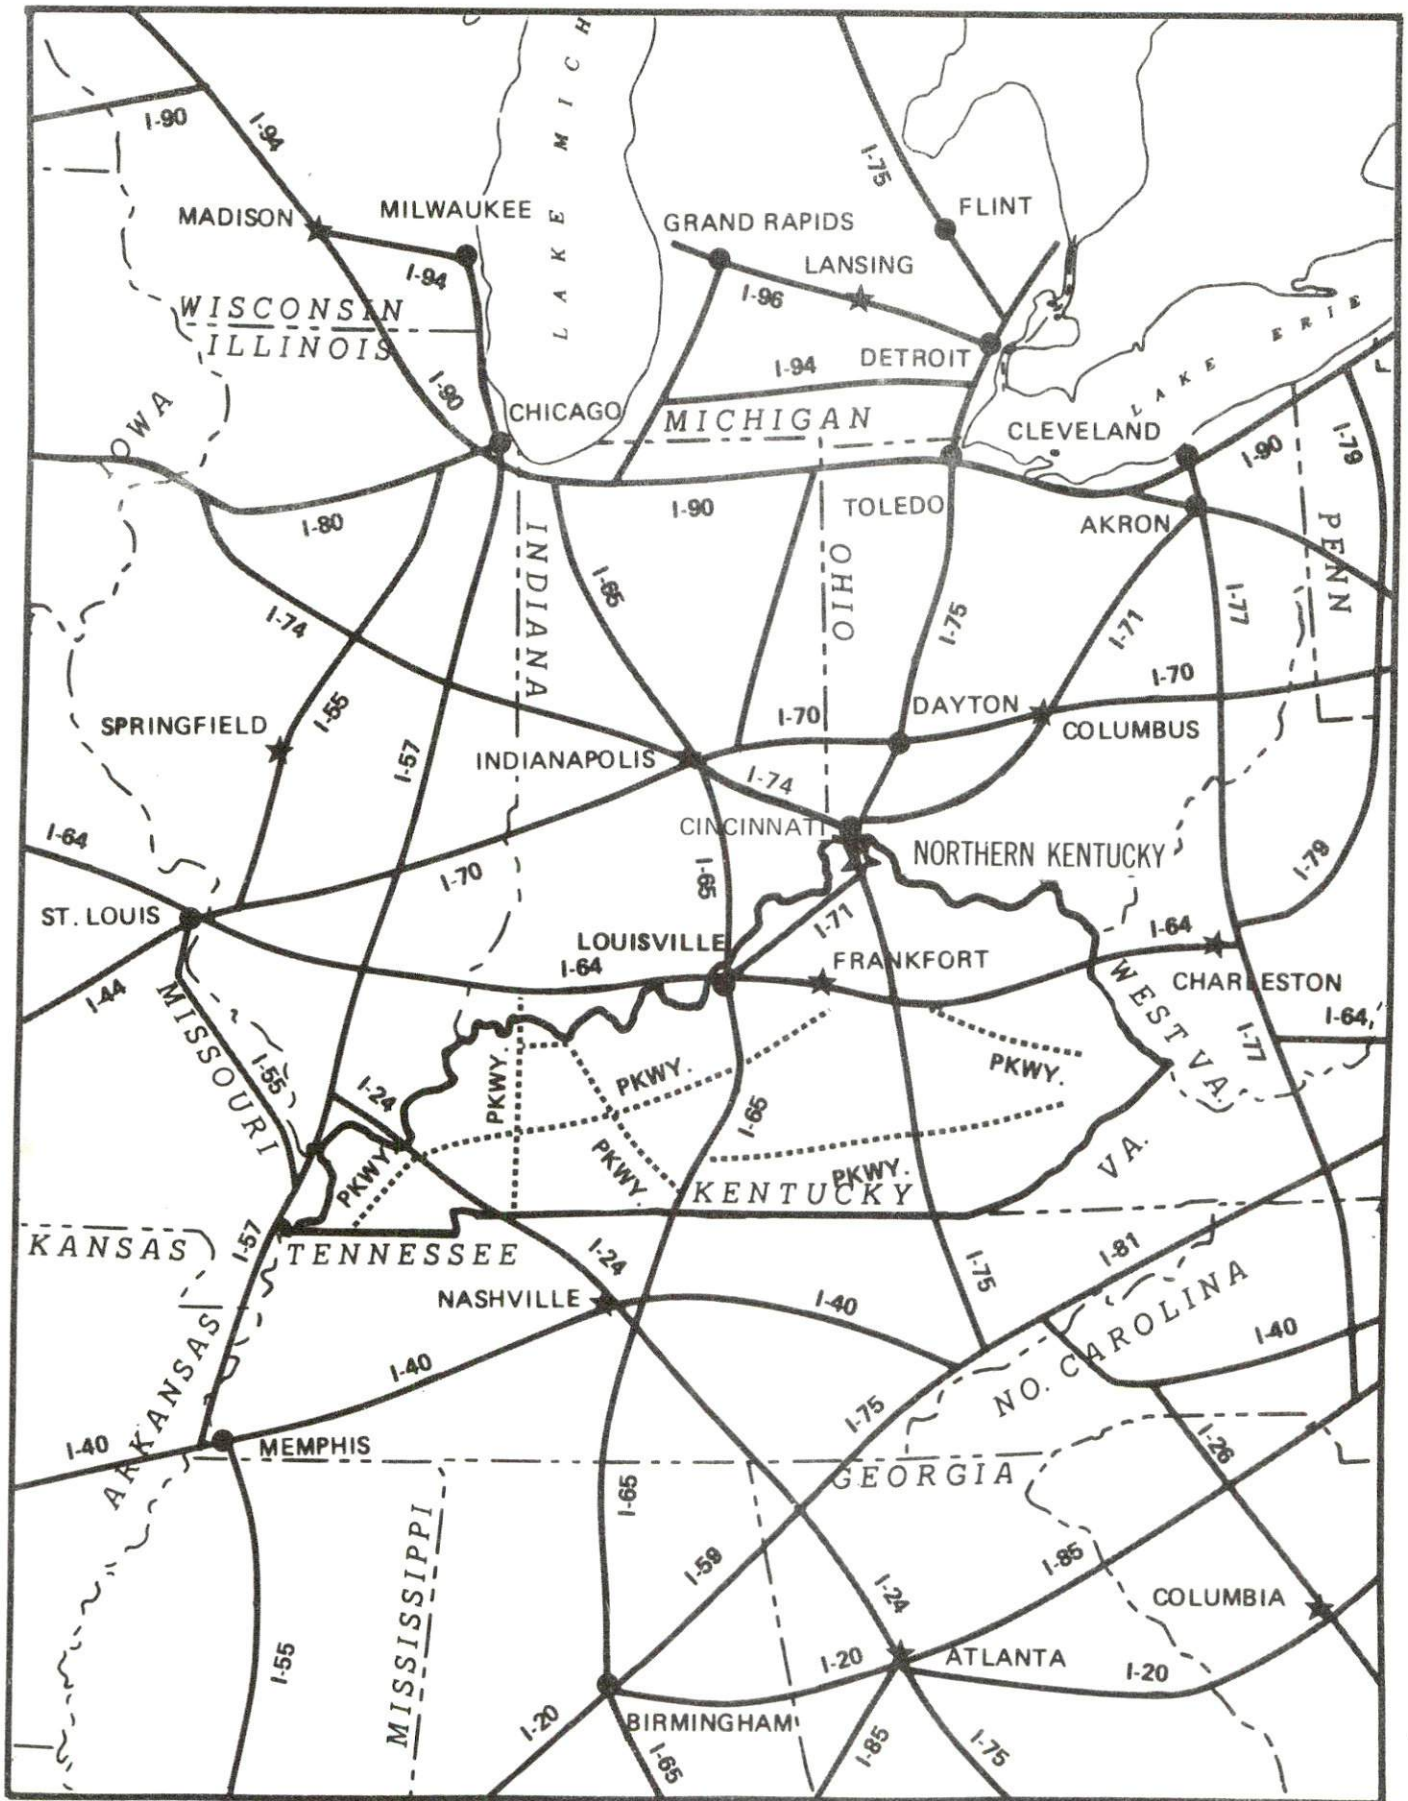 LAKE MICH
I-90
I-94
I-75
MADISON
MILWAUKEE
GRAND RAPIDS
FLINT
LANSING
I-94
I-96
WISCONSIN
ILLINOIS
DETROIT
LAKE ERIE
I-94
I-90
IOWA
CHICAGO
MICHIGAN
CLEVELAND
I-90
I-79
I-80
I-90
TOLEDO
AKRON
PENN
INDIANA
OHIO
I-65
I-74
I-75
I-71
I-77
I-70
SPRINGFIELD
I-55
I-57
INDIANAPOLIS
I-70
DAYTON
COLUMBUS
I-74
I-64
CINCINNATI
NORTHERN KENTUCKY
I-79
I-70
I-65
ST. LOUIS
I-71
I-64
LOUISVILLE
FRANKFORT
I-64
I-44
CHARLESTON
MISSOURI
WEST VA.
I-64
I-55
I-24
PKWY.
PKWY.
PKWY.
I-77
I-65
PKWY.
PKWY.
PKWY.
KENTUCKY
VA.
KANSAS
I-57
TENNESSEE
I-24
I-75
I-81
NASHVILLE
I-40
NO. CAROLINA
I-40
ARKANSAS
I-40
I-75
I-40
MEMPHIS
I-26
GEORGIA
I-65
MISSISSIPPI
I-59
I-85
I-24
COLUMBIA
I-55
I-20
ATLANTA
I-20
I-20
BIRMINGHAM
I-65
I-85
I-75